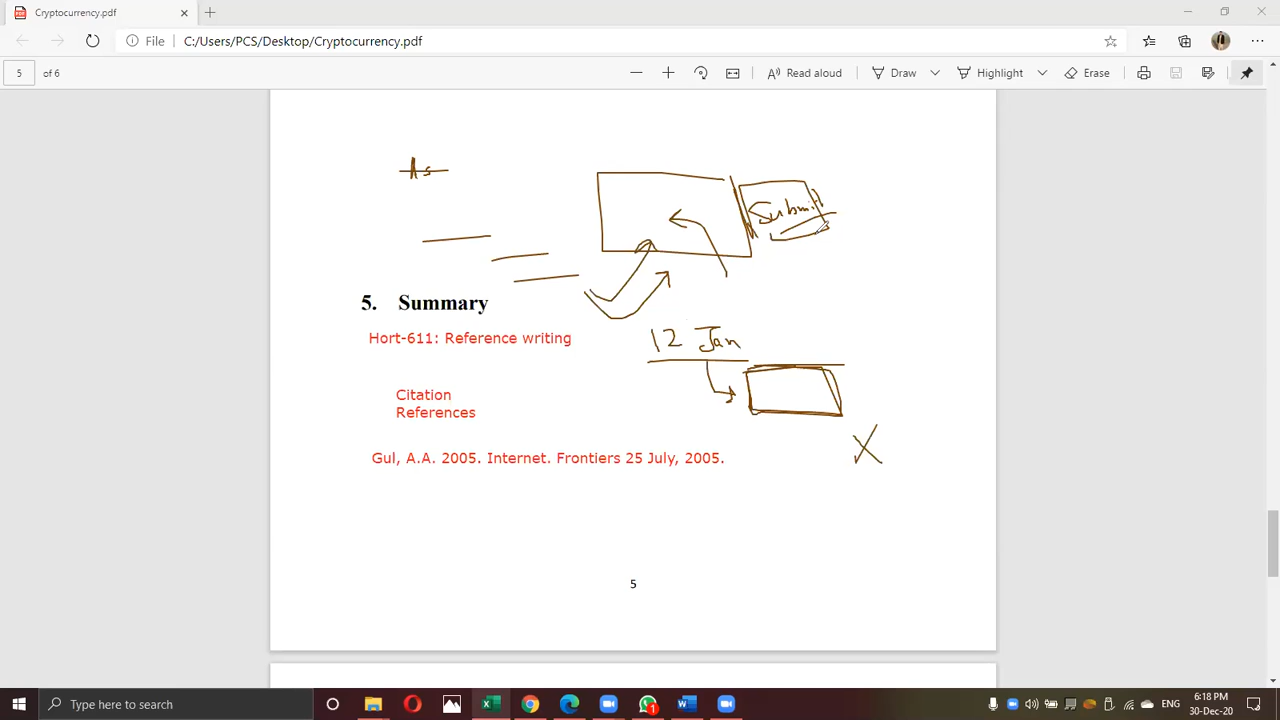 Cryptocurrency.pdf
File C:/Users/PCS/Desktop/Cryptocurrency.pdf
5 of 6 Read aloud Draw Highlight Erase
As
Submit
5. Summary
Hort-611: Reference writing
12 Jan
Citation
References
Gul, A.A. 2005. Internet. Frontiers 25 July, 2005.
X
5
Type here to search
1
ENG
6:18 PM
30-Dec-20